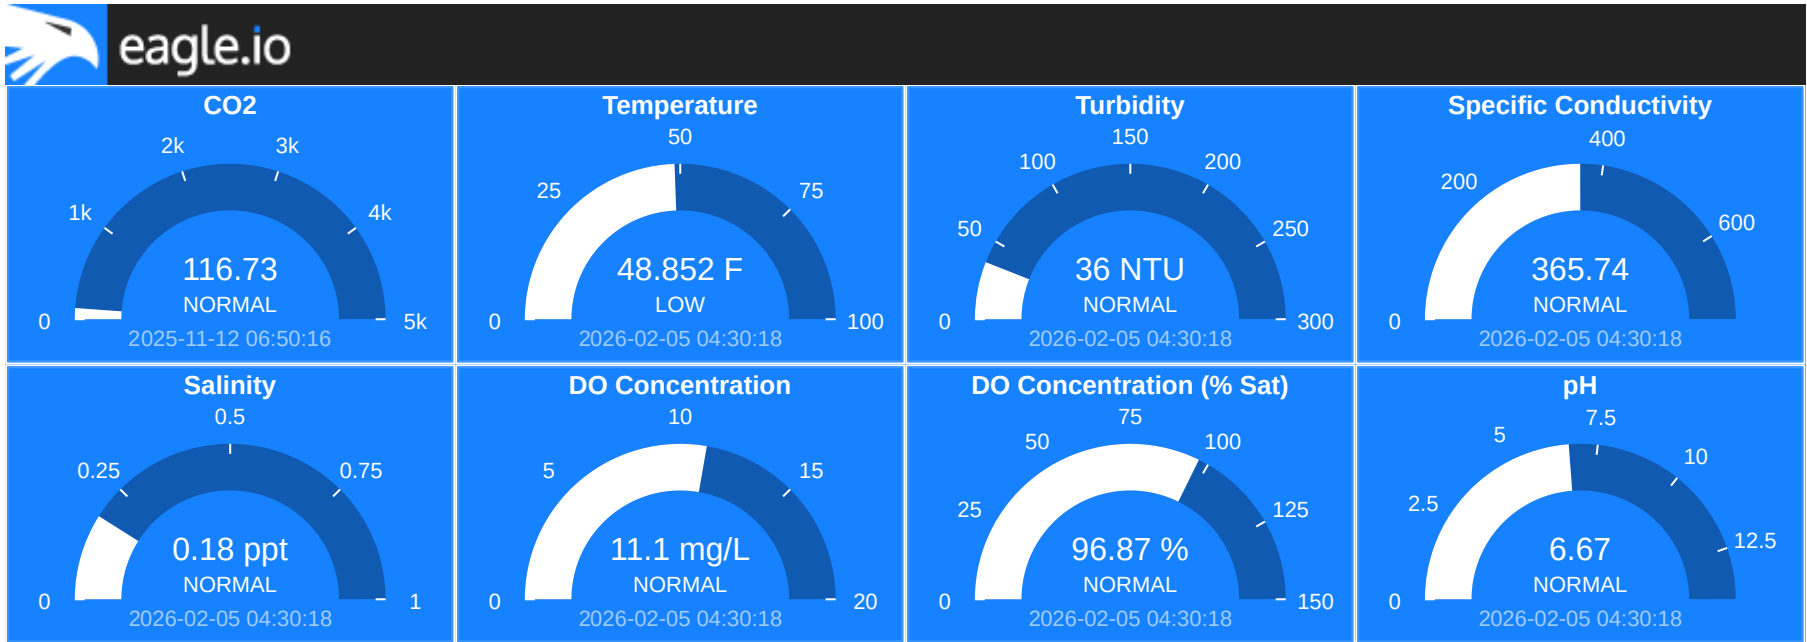 eagle.io
CO2
0
1k
2k
3k
4k
5k
116.73
NORMAL
2025-11-12 06:50:16
Temperature
0
25
50
75
100
48.852 F
LOW
2026-02-05 04:30:18
Turbidity
0
50
100
150
200
250
300
36 NTU
NORMAL
2026-02-05 04:30:18
Specific Conductivity
0
200
400
600
365.74
NORMAL
2026-02-05 04:30:18
Salinity
0
0.25
0.5
0.75
1
0.18 ppt
NORMAL
2026-02-05 04:30:18
DO Concentration
0
5
10
15
20
11.1 mg/L
NORMAL
2026-02-05 04:30:18
DO Concentration (% Sat)
0
25
50
75
100
125
150
96.87 %
NORMAL
2026-02-05 04:30:18
pH
0
2.5
5
7.5
10
12.5
6.67
NORMAL
2026-02-05 04:30:18